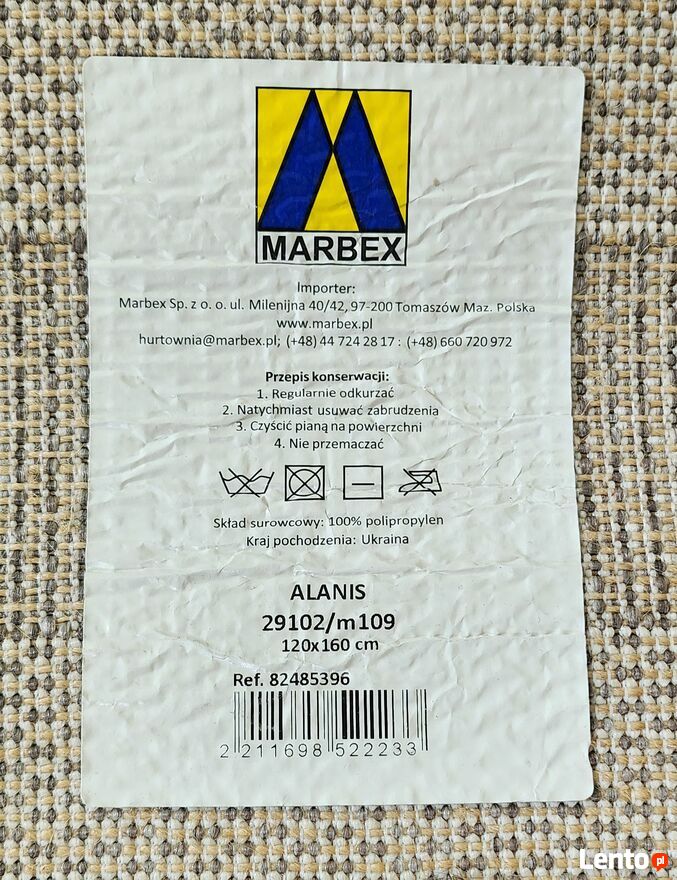 MARBEX
Importer:
Marbex Sp. z o. o. ul. Milenijna 40/42, 97-200 Tomaszów Maz. Polska
www.marbex.pl
hurtownia@marbex.pl; (+48) 44 724 28 17 : (+48) 660 720 972
Przepis konserwacji:
1. Regularnie odkurzać
2. Natychmiast usuwać zabrudzenia
3. Czyścić pianą na powierzchni
4. Nie przemaczać
Skład surowcowy: 100% polipropylen
Kraj pochodzenia: Ukraina
ALANIS
29102/m109
120x160 cm
Ref. 82485396
2 211698 522233
Lento.pl